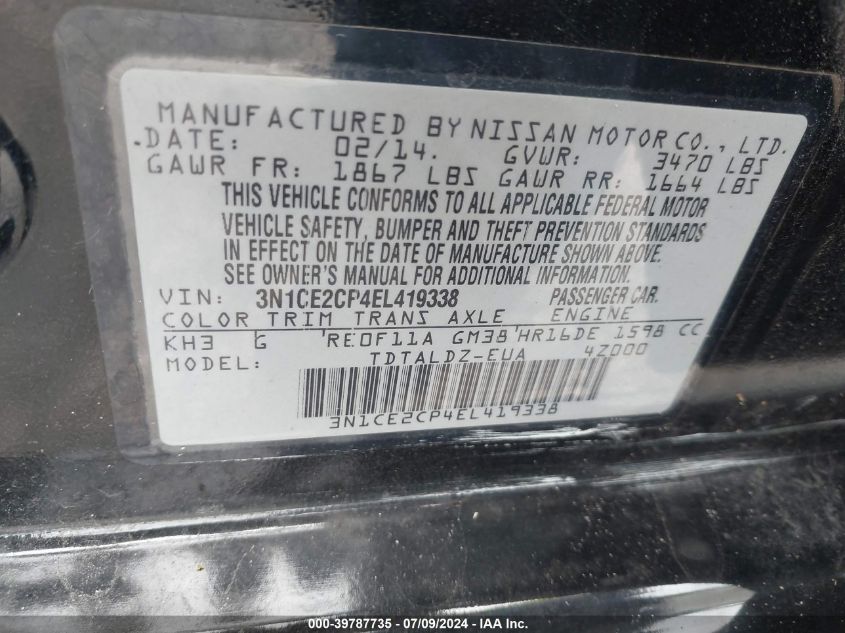 MANUFACTURED BY NISSAN MOTOR CO., LTD.
.DATE: 02/14. GVWR: 3470 LBS
GAWR FR: 1867 LBS GAWR RR: 1664 LBS
THIS VEHICLE CONFORMS TO ALL APPLICABLE FEDERAL MOTOR
VEHICLE SAFETY, BUMPER AND THEFT PREVENTION STANDARDS
IN EFFECT ON THE DATE OF MANUFACTURE SHOWN ABOVE.
SEE OWNER'S MANUAL FOR ADDITIONAL INFORMATION.
VIN: 3N1CE2CP4EL419338 PASSENGER CAR.
COLOR TRIM TRANS AXLE ENGINE
KH3 G 'RE0F11A GM38'HR16DE 1598 CC
MODEL: TDTALDZ-EUA 4Z000
3N1CE2CP4EL419338
000-39787735 - 07/09/2024 - IAA Inc.